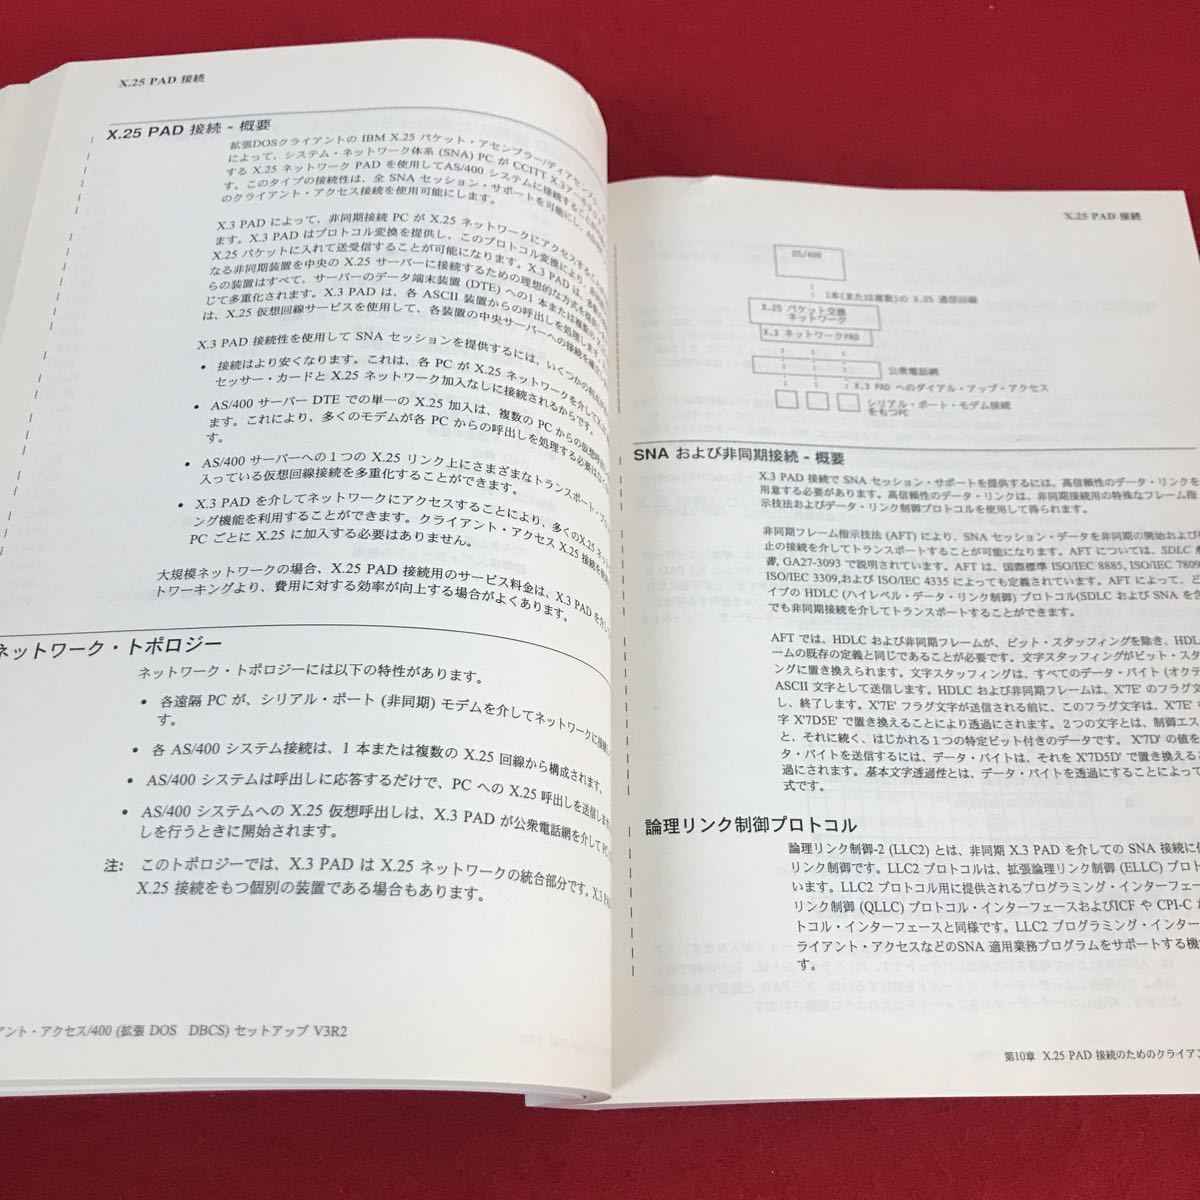 X.25 PAD 接続
X.25 PAD 接続 - 概要
拡張DOSクライアントの IBM X.25 パケット・アセンブラー/ディアセンブラ
によって、システム・ネットワーク体系 (SNA) PC が CCITT X.3
する X.25 ネットワーク PAD を使用してAS/400 システムに接続すること
す。このタイプの接続性は、全 SNA セッション・サポートを可能にし、
のクライアント・アクセス接続を使用可能にします。
X.3 PAD によって、非同期接続 PC が X.25 ネットワークにアクセスする
ます。X.3 PAD はプロトコル変換を提供し、このプロトコル変換により、
X.25 パケットに入れて送受信することが可能になります。X.3 PAD は、
なる非同期装置を中央の X.25 サーバーに接続するための理想的な方式を提供
らの装置はすべて、サーバーのデータ端末装置 (DTE) への1 本または複数の
じて多重化されます。X.3 PAD は、各 ASCII 装置からの呼出しを処理します
は、X.25 仮想回線サービスを使用して、各装置の中央サーバーへの接続を
X.3 PAD 接続性を使用して SNA セッションを提供するには、いくつかの利点
• 接続はより安くなります。これは、各 PC が X.25 ネットワークを介して
セッサー・カードと X.25 ネットワーク加入なしに接続されるからです。
• AS/400 サーバー DTE での単一の X.25 加入は、複数の PC からの仮想呼出し
ます。これにより、多くのモデムが各 PC からの呼出しを処理する必要は
す。
• AS/400 サーバーへの1つの X.25 リンク上にさまざまなトランスポート・プロ
入っている仮想回線接続を多重化することができます。
• X.3 PAD を介してネットワークにアクセスすることにより、多くのX.25 ネッ
ング機能を利用することができます。クライアント・アクセス X.25 接続を
PC ごとに X.25 に加入する必要はありません。
大規模ネットワークの場合、X.25 PAD 接続用のサービス料金は、X.3 PAD を介し
トワーキングより、費用に対する効率が向上する場合がよくあります。
ネットワーク・トポロジー
ネットワーク・トポロジーには以下の特性があります。
• 各遠隔 PC が、シリアル・ポート (非同期) モデムを介してネットワークに接続
す。
• 各 AS/400 システム接続は、1 本または複数の X.25 回線から構成されます。
• AS/400 システムは呼出しに応答するだけで、PC への X.25 呼出しを送信しま
• AS/400 システムへの X.25 仮想呼出しは、X.3 PAD が公衆電話網を介して PC
しを行うときに開始されます。
注: このトポロジーでは、X.3 PAD は X.25 ネットワークの統合部分です。X.3 PAD
X.25 接続をもつ個別の装置である場合もあります。
アント・アクセス/400 (拡張 DOS DBCS) セットアップ V3R2
X.25 PAD 接続
OS/400
1本(または複数)の X.25 通信回線
X.25 パケット交換
ネットワーク
X.3 ネットワークPAD
公衆電話網
X.3 PAD へのダイアル・アップ・アクセス
シリアル・ポート・モデム接続
をもつPC
SNA および非同期接続 - 概要
X.3 PAD 接続で SNA セッション・サポートを提供するには、高信頼性のデータ・リンクを
用意する必要があります。高信頼性のデータ・リンクは、非同期接続用の特殊なフレーム指
示技法およびデータ・リンク制御プロトコルを使用して得られます。
非同期フレーム指示技法 (AFT) により、SNA セッション・データを非同期の開始および
止の接続を介してトランスポートすることが可能になります。AFT については、SDLC
書, GA27-3093 で説明されています。AFT は、国際標準 ISO/IEC 8885, ISO/IEC 7809
ISO/IEC 3309,および ISO/IEC 4335 によっても定義されています。AFT によって、ど
イプの HDLC (ハイレベル・データ・リンク制御) プロトコル(SDLC および SNA を含
でも非同期接続を介してトランスポートすることができます。
AFT では、HDLC および非同期フレームが、ビット・スタッフィングを除き、HDL
ームの既存の定義と同じであることが必要です。文字スタッフィングがビット・スタ
ングに置き換えられます。文字スタッフィングは、すべてのデータ・バイト (オクテ
ASCII 文字として送信します。HDLC および非同期フレームは、X'7E' のフラグ文
し、終了します。X'7E' フラグ文字が送信される前に、このフラグ文字は、X'7E'
字 X'7D5E' で置き換えることにより透過にされます。2つの文字とは、制御エス
と、それに続く、はじかれる1つの特定ビット付きのデータです。 X'7D' の値を
タ・バイトを送信するには、データ・バイトは、それを X'7D5D' で置き換える
過にされます。基本文字透過性とは、データ・バイトを透過にすることによって
式です。
論理リンク制御プロトコル
論理リンク制御-2 (LLC2) とは、非同期 X.3 PAD を介しての SNA 接続に
リンク制御です。LLC2 プロトコルは、拡張論理リンク制御 (ELLC) プロトコ
います。LLC2 プロトコル用に提供されるプログラミング・インターフェー
リンク制御 (QLLC) プロトコル・インターフェースおよびICF や CPI-C
トコル・インターフェースと同様です。LLC2 プログラミング・インター
ライアント・アクセスなどのSNA 適用業務プログラムをサポートする機
す。
第10章 X.25 PAD 接続のためのクライアン